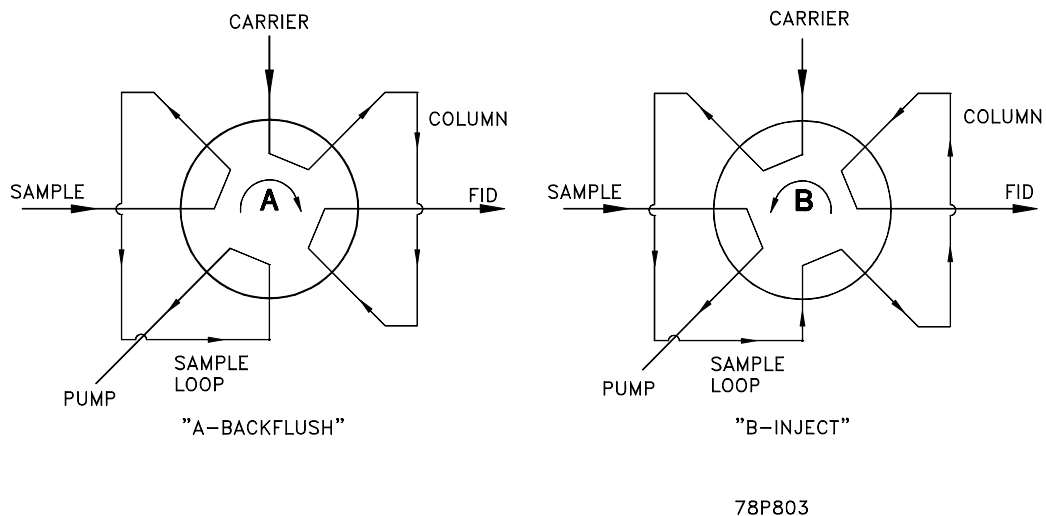 CARRIER
COLUMN
A
SAMPLE
FID
SAMPLE
LOOP
PUMP
"A-BACKFLUSH"
CARRIER
COLUMN
B
SAMPLE
FID
SAMPLE
LOOP
PUMP
"B-INJECT"
78P803